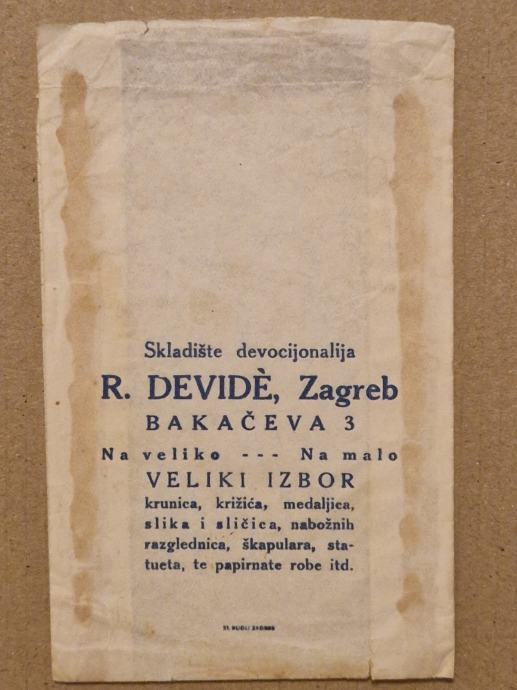 Skladište devocijonalija
R. DEVIDÈ, Zagreb
BAKAČEVA 3
Na veliko --- Na malo
VELIKI IZBOR
krunica, križića, medaljica,
slika i sličica, nabožnih
razglednica, škapulara, sta-
tueta, te papirnate robe itd.
ZAGREB